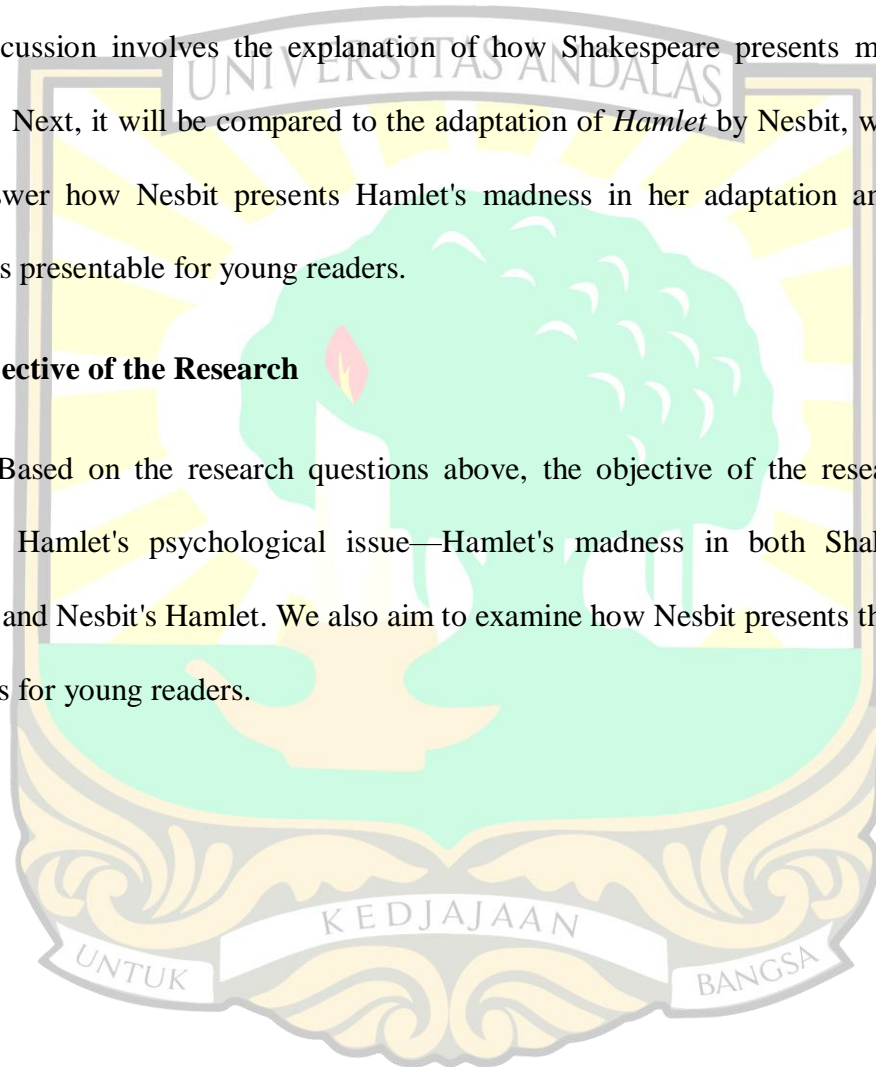 cussion involves the explanation of how Shakespeare presents m
UNIVERSITAS ANDALAS
Next, it will be compared to the adaptation of Hamlet by Nesbit, w
swer how Nesbit presents Hamlet's madness in her adaptation an
s presentable for young readers.
ective of the Research
Based on the research questions above, the objective of the resea
Hamlet's psychological issue—Hamlet's madness in both Shal
and Nesbit's Hamlet. We also aim to examine how Nesbit presents th
s for young readers.
KEDJAJAAN
UNTUK
BANGSA